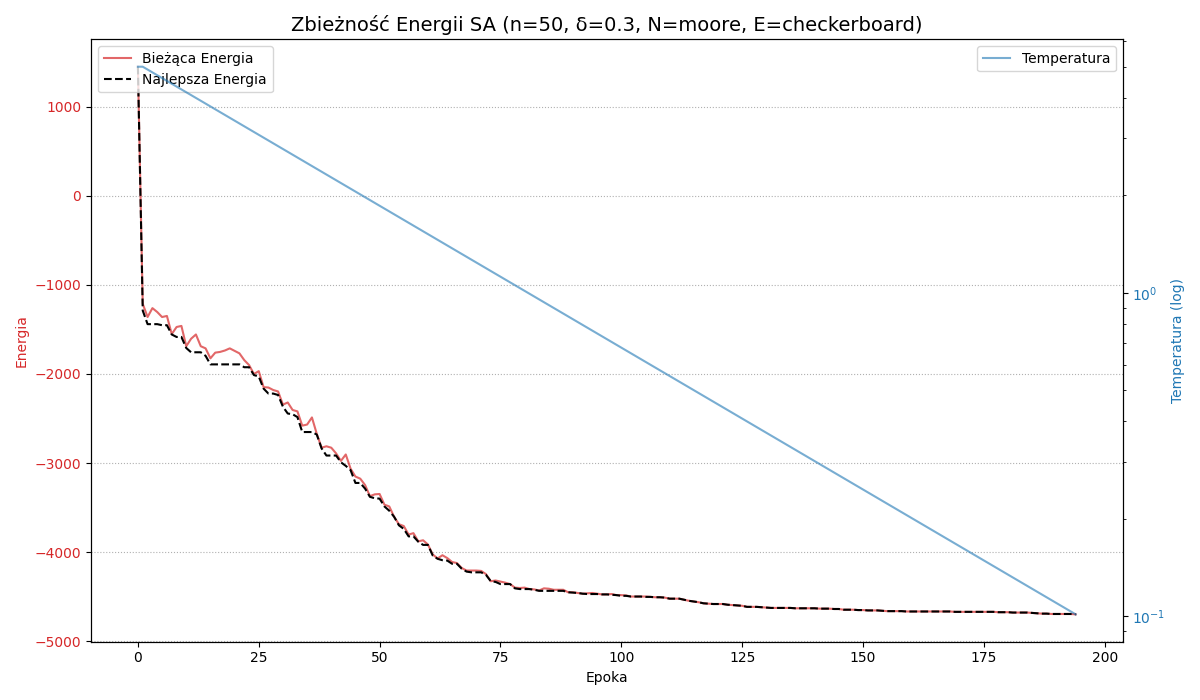 Zbieżność Energii SA (n=50, δ=0.3, N=moore, E=checkerboard)
Bieżąca Energia
Najlepsza Energia
Temperatura
1000
0
−1000
−2000
−3000
−4000
−5000
Energia
10⁰
10⁻¹
Temperatura (log)
0 25 50 75 100 125 150 175 200
Epoka